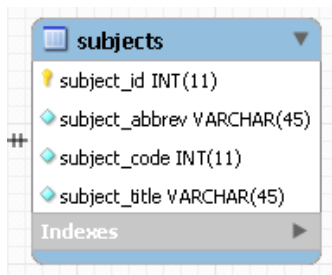 subjects
subject_id INT(11)
subject_abbrev VARCHAR(45)
subject_code INT(11)
subject_title VARCHAR(45)
Indexes